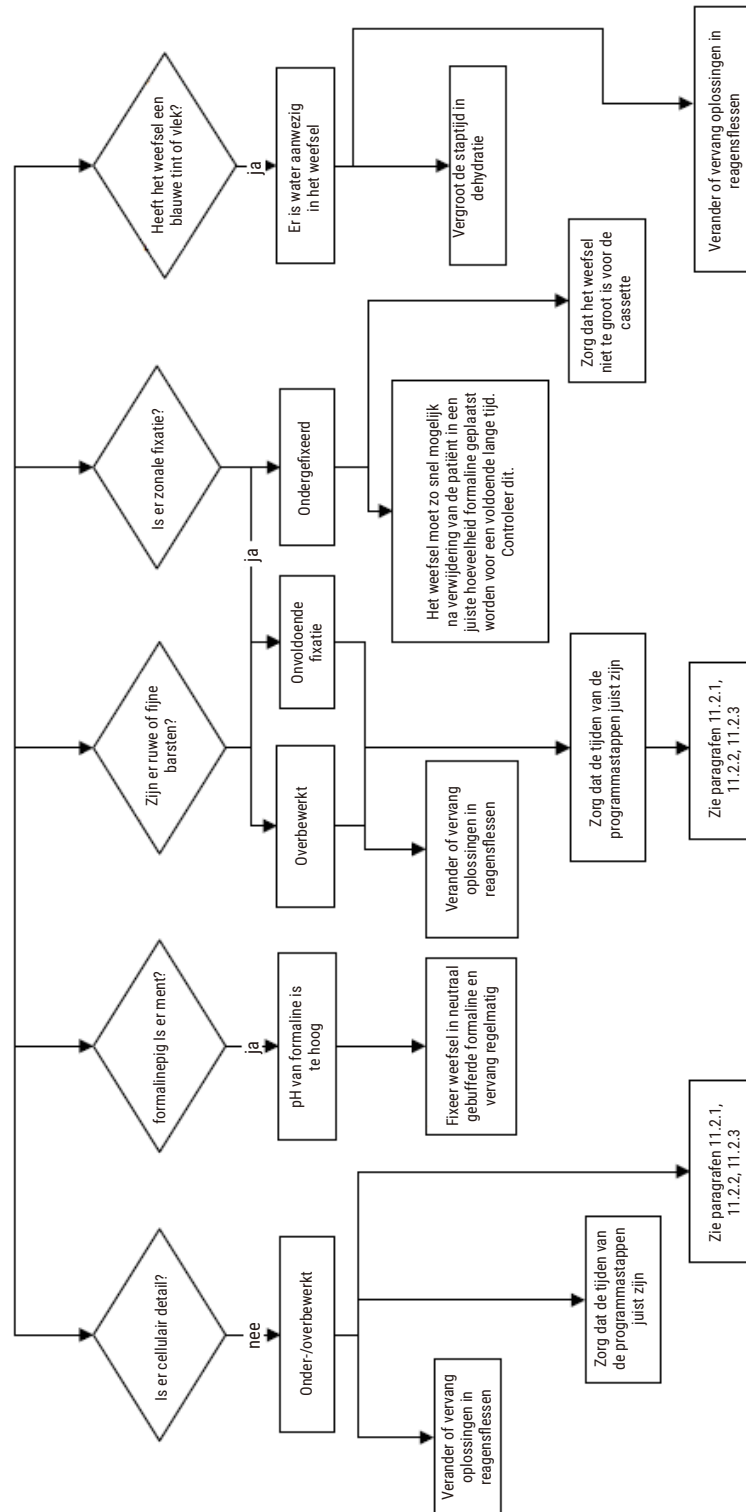 Is er cellulair detail?
nee
Onder-/overbewerkt
Verander of vervang
oplossingen in
reagensflessen
Zorg dat de tijden van
de programmastappen
juist zijn
Zie paragrafen 11.2.1,
11.2.2, 11.2.3
formalinepig Is er ment?
ja
pH van formaline is
te hoog
Fixeer weefsel in neutraal
gebufferde formaline en
vervang regelmatig
Zijn er ruwe of fijne
barsten?
Overbewerkt
Onvoldoende
fixatie
Verander of vervang
oplossingen in
reagensflessen
Zorg dat de tijden van de
programmastappen juist zijn
Zie paragrafen 11.2.1,
11.2.2, 11.2.3
Is er zonale fixatie?
ja
Ondergefixeerd
Het weefsel moet zo snel mogelijk
na verwijdering van de patiënt in een
juiste hoeveelheid formaline geplaatst
worden voor een voldoende lange tijd.
Controleer dit.
Zorg dat het weefsel
niet te groot is voor de
cassette
Heeft het weefsel een
blauwe tint of vlek?
ja
Er is water aanwezig
in het weefsel
Vergroot de staptijd in
dehydratie
Verander of vervang oplossingen in
reagensflessen